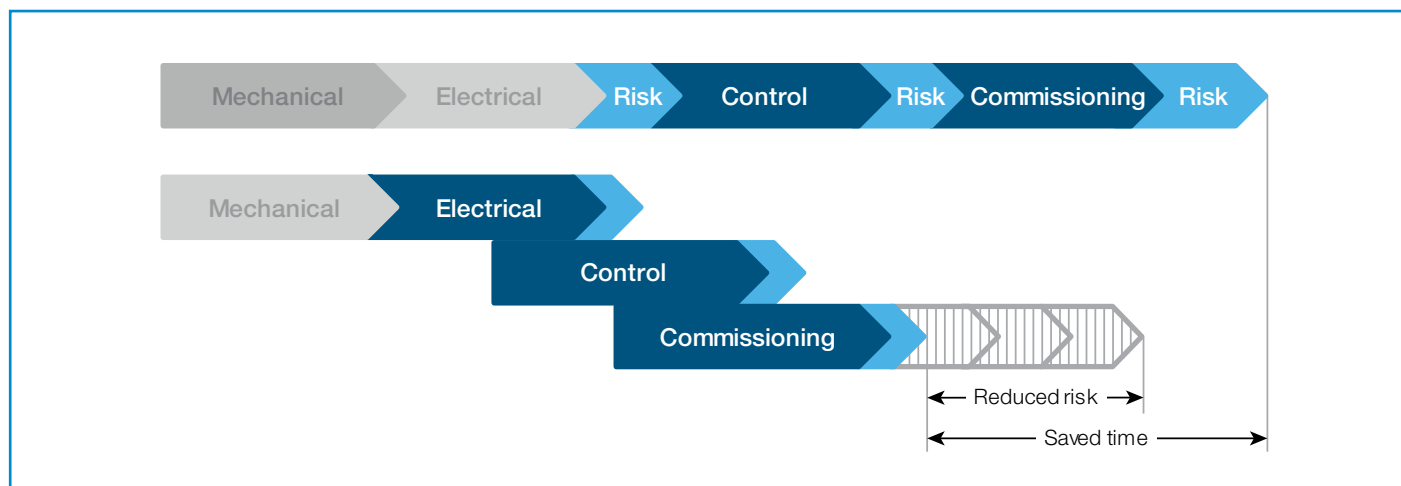 Mechanical Electrical Risk Control Risk Commissioning Risk
Mechanical Electrical
Control
Commissioning
Reduced risk
Saved time